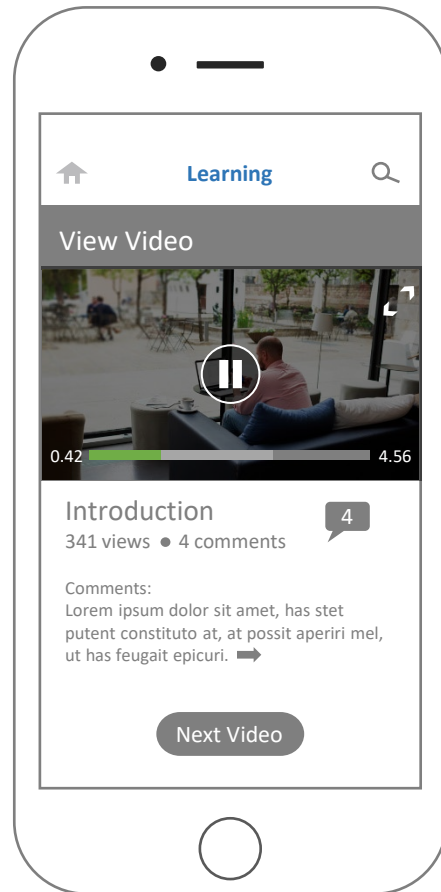 Learning
View Video
0.42 4.56
Introduction
4
341 views ● 4 comments
Comments:
Lorem ipsum dolor sit amet, has stet
putent constituto at, at possit aperiri mel,
ut has feugait epicuri.
Next Video